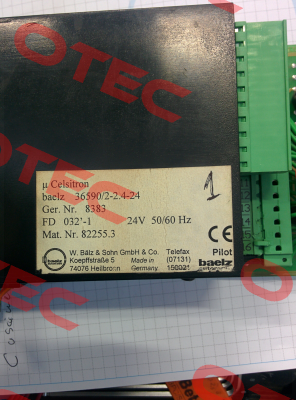 OTEC
µ Celsitron
baelz 36590/2-2.4-24
Ger. Nr. 8383
FD 032'-1 24V 50/60 Hz
Mat. Nr. 82255.3
1
CE
W. Bälz & Sohn GmbH & Co. Telefax Pilot
Koepffstraße 5 Made in (07131) baelz
74076 Heilbronn Germany 150021